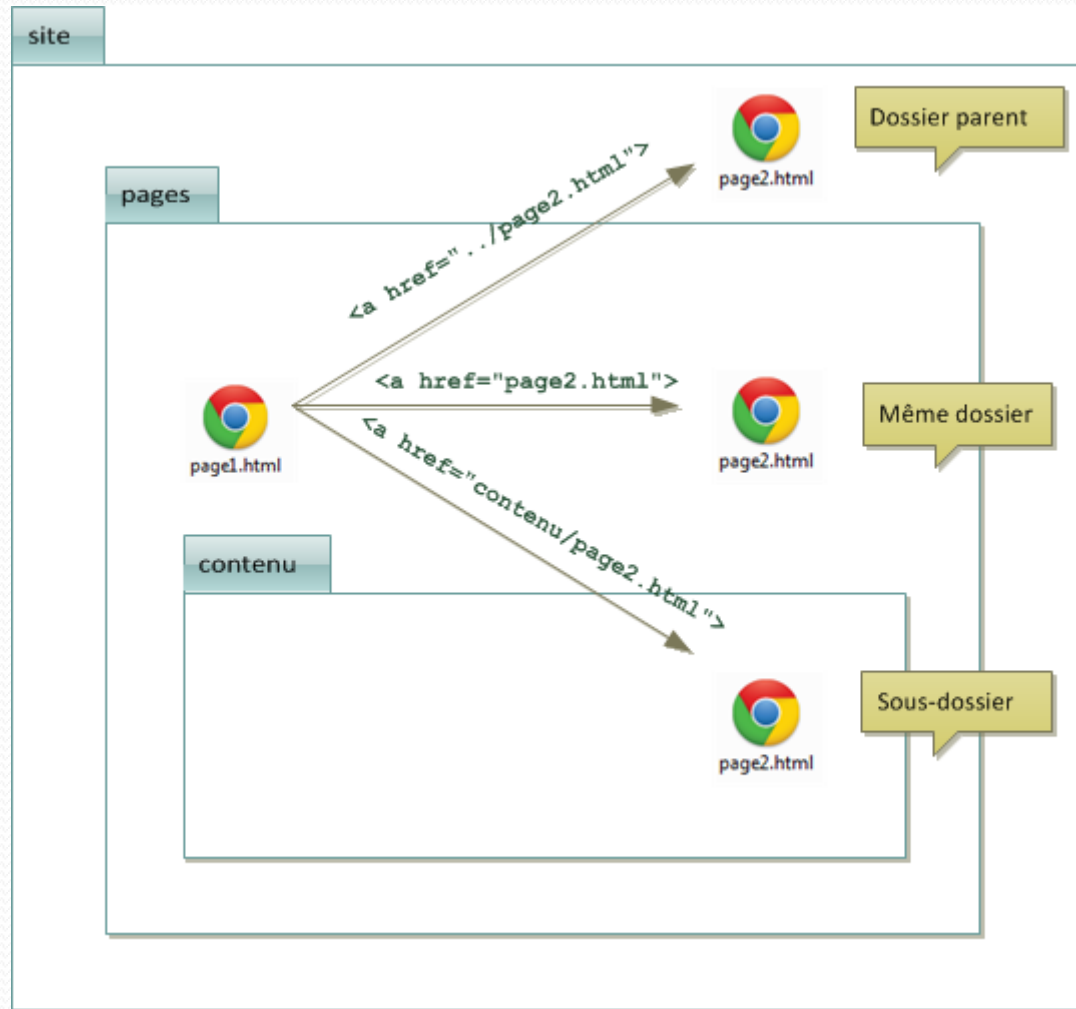 site
page2.html
Dossier parent
pages
<a href="../page2.html">
page1.html
<a href="page2.html">
page2.html
Même dossier
<a href="contenu/page2.html">
contenu
page2.html
Sous-dossier